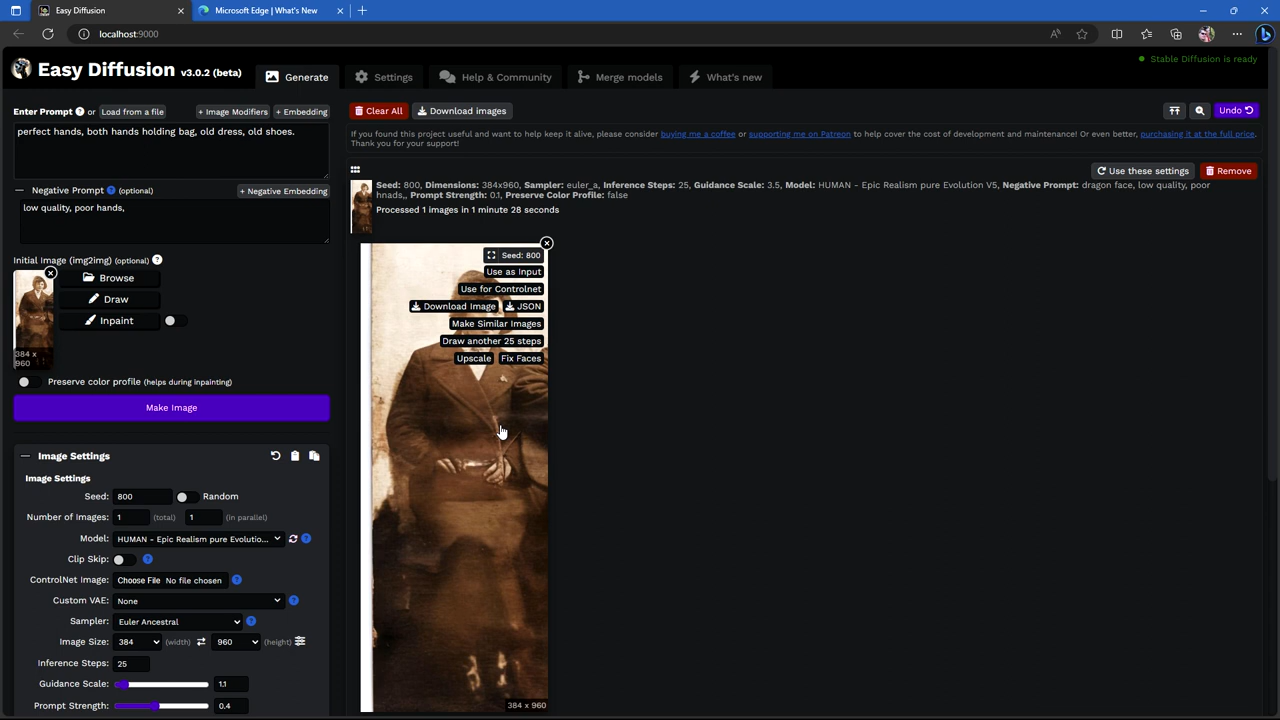 Easy Diffusion
Microsoft Edge | What's New
localhost:9000
Easy Diffusion v3.0.2 (beta)
Generate
Settings
Help & Community
Merge models
What's new
Stable Diffusion is ready
Enter Prompt or Load from a file
+ Image Modifiers
+ Embedding
perfect hands, both hands holding bag, old dress, old shoes.
Negative Prompt (optional)
+ Negative Embedding
low quality, poor hands,
Initial Image (img2img) (optional)
Browse
Draw
Inpaint
384 x
960
Preserve color profile (helps during inpainting)
Make Image
Image Settings
Image Settings
Seed: 800 Random
Number of Images: 1 (total) 1 (in parallel)
Model: HUMAN - Epic Realism pure Evolutio...
Clip Skip:
ControlNet Image: Choose File No file chosen
Custom VAE: None
Sampler: Euler Ancestral
Image Size: 384 (width) 960 (height)
Inference Steps: 25
Guidance Scale: 1.1
Prompt Strength: 0.4
Clear All
Download images
Undo
If you found this project useful and want to help keep it alive, please consider buying me a coffee or supporting me on Patreon to help cover the cost of development and maintenance! Or even better, purchasing it at the full price.
Thank you for your support!
Use these settings
Remove
Seed: 800, Dimensions: 384x960, Sampler: euler_a, Inference Steps: 25, Guidance Scale: 3.5, Model: HUMAN - Epic Realism pure Evolution V5, Negative Prompt: dragon face, low quality, poor
hnads,, Prompt Strength: 0.1, Preserve Color Profile: false
Processed 1 images in 1 minute 28 seconds
Seed: 800
Use as Input
Use for Controlnet
Download Image
JSON
Make Similar Images
Draw another 25 steps
Upscale
Fix Faces
384 x 960